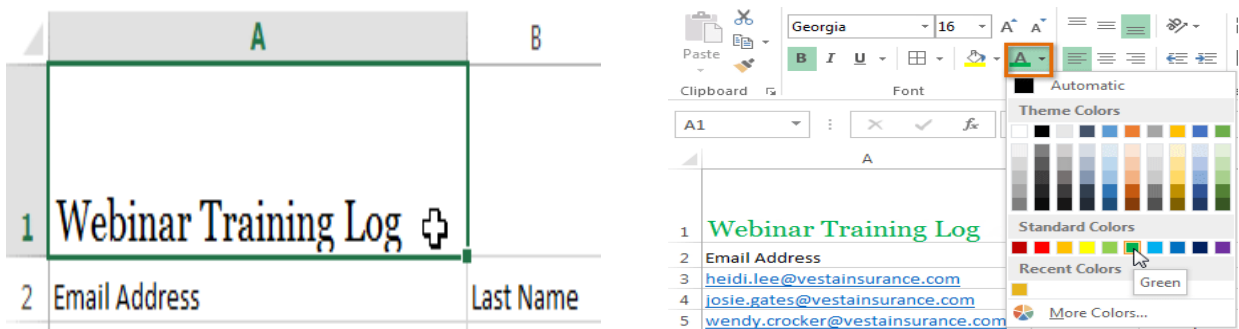 A B
1 Webinar Training Log
2 Email Address Last Name
Georgia 16 A A
Paste B I U A
Clipboard Font
Automatic
Theme Colors
A1 fx
A
1 Webinar Training Log
Standard Colors
2 Email Address
Recent Colors
3 heidi.lee@vestainsurance.com
Green
4 josie.gates@vestainsurance.com
More Colors...
5 wendy.crocker@vestainsurance.com